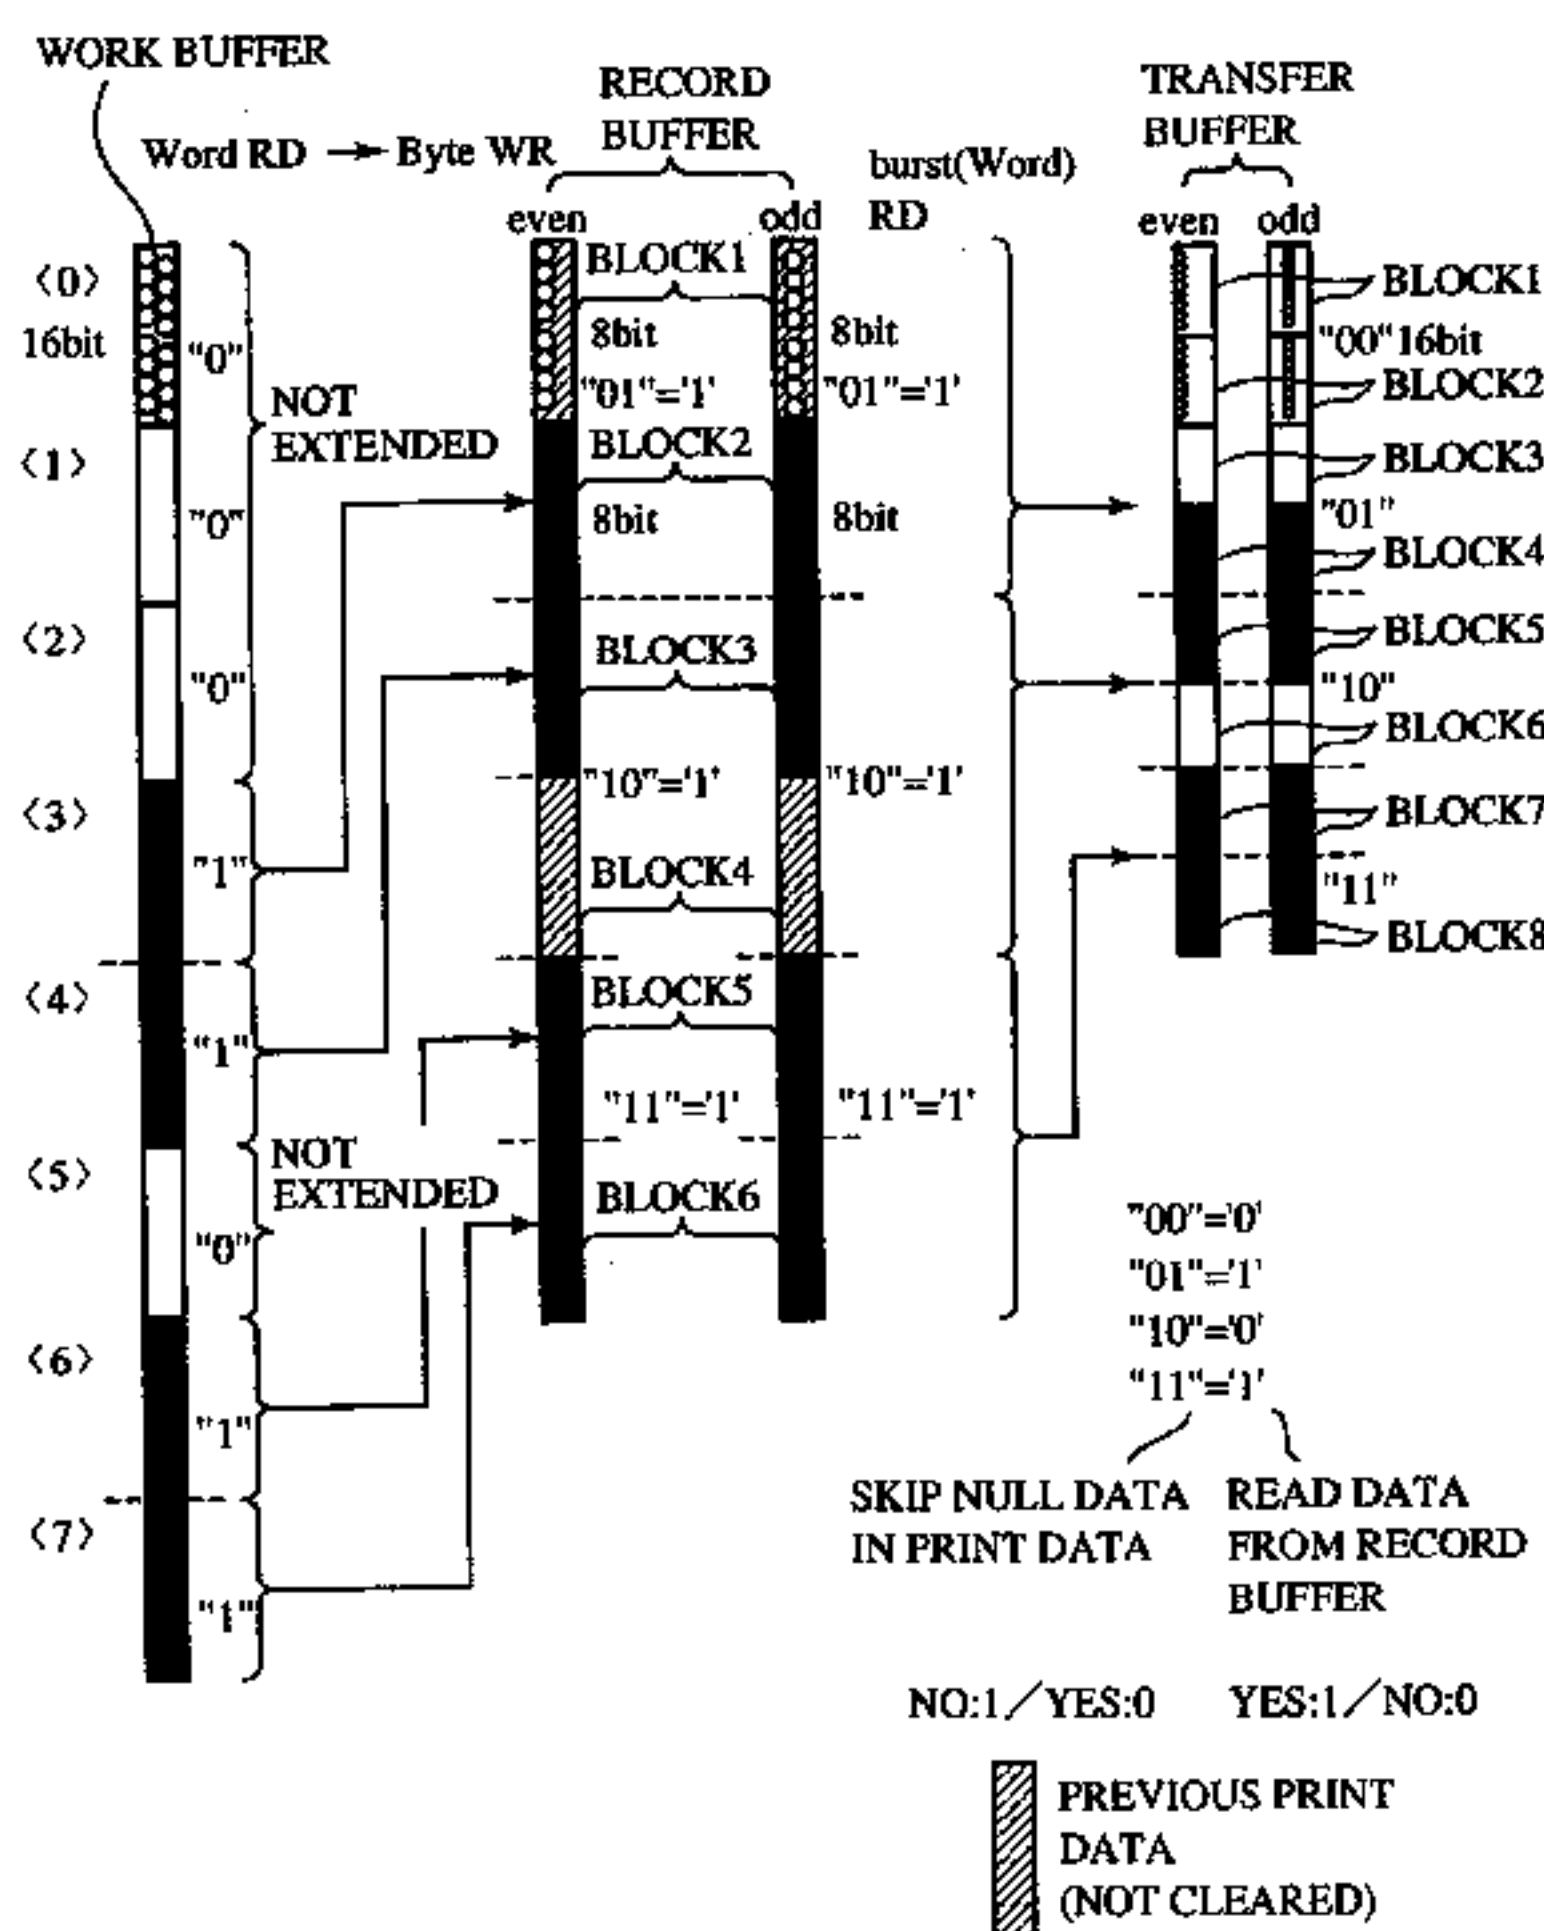 WORK BUFFER
Word RD → Byte WR
RECORD
BUFFER
burst(Word)
RD
TRANSFER
BUFFER
even
odd
even
odd
〈0〉
16bit
"0"
NOT
EXTENDED
〈1〉
"0"
〈2〉
"0"
〈3〉
"1"
〈4〉
"1"
〈5〉
NOT
EXTENDED
"0"
〈6〉
"1"
〈7〉
"1"
BLOCK1
8bit
8bit
"01"='1'
"01"='1'
BLOCK2
8bit
8bit
BLOCK3
"10"='1'
"10"='1'
BLOCK4
BLOCK5
"11"='1'
"11"='1'
BLOCK6
BLOCK1
"00"16bit
BLOCK2
BLOCK3
"01"
BLOCK4
BLOCK5
"10"
BLOCK6
BLOCK7
"11"
BLOCK8
"00"='0'
"01"='1'
"10"='0'
"11"='1'
SKIP NULL DATA
IN PRINT DATA
READ DATA
FROM RECORD
BUFFER
NO:1／YES:0
YES:1／NO:0
PREVIOUS PRINT
DATA
(NOT CLEARED)